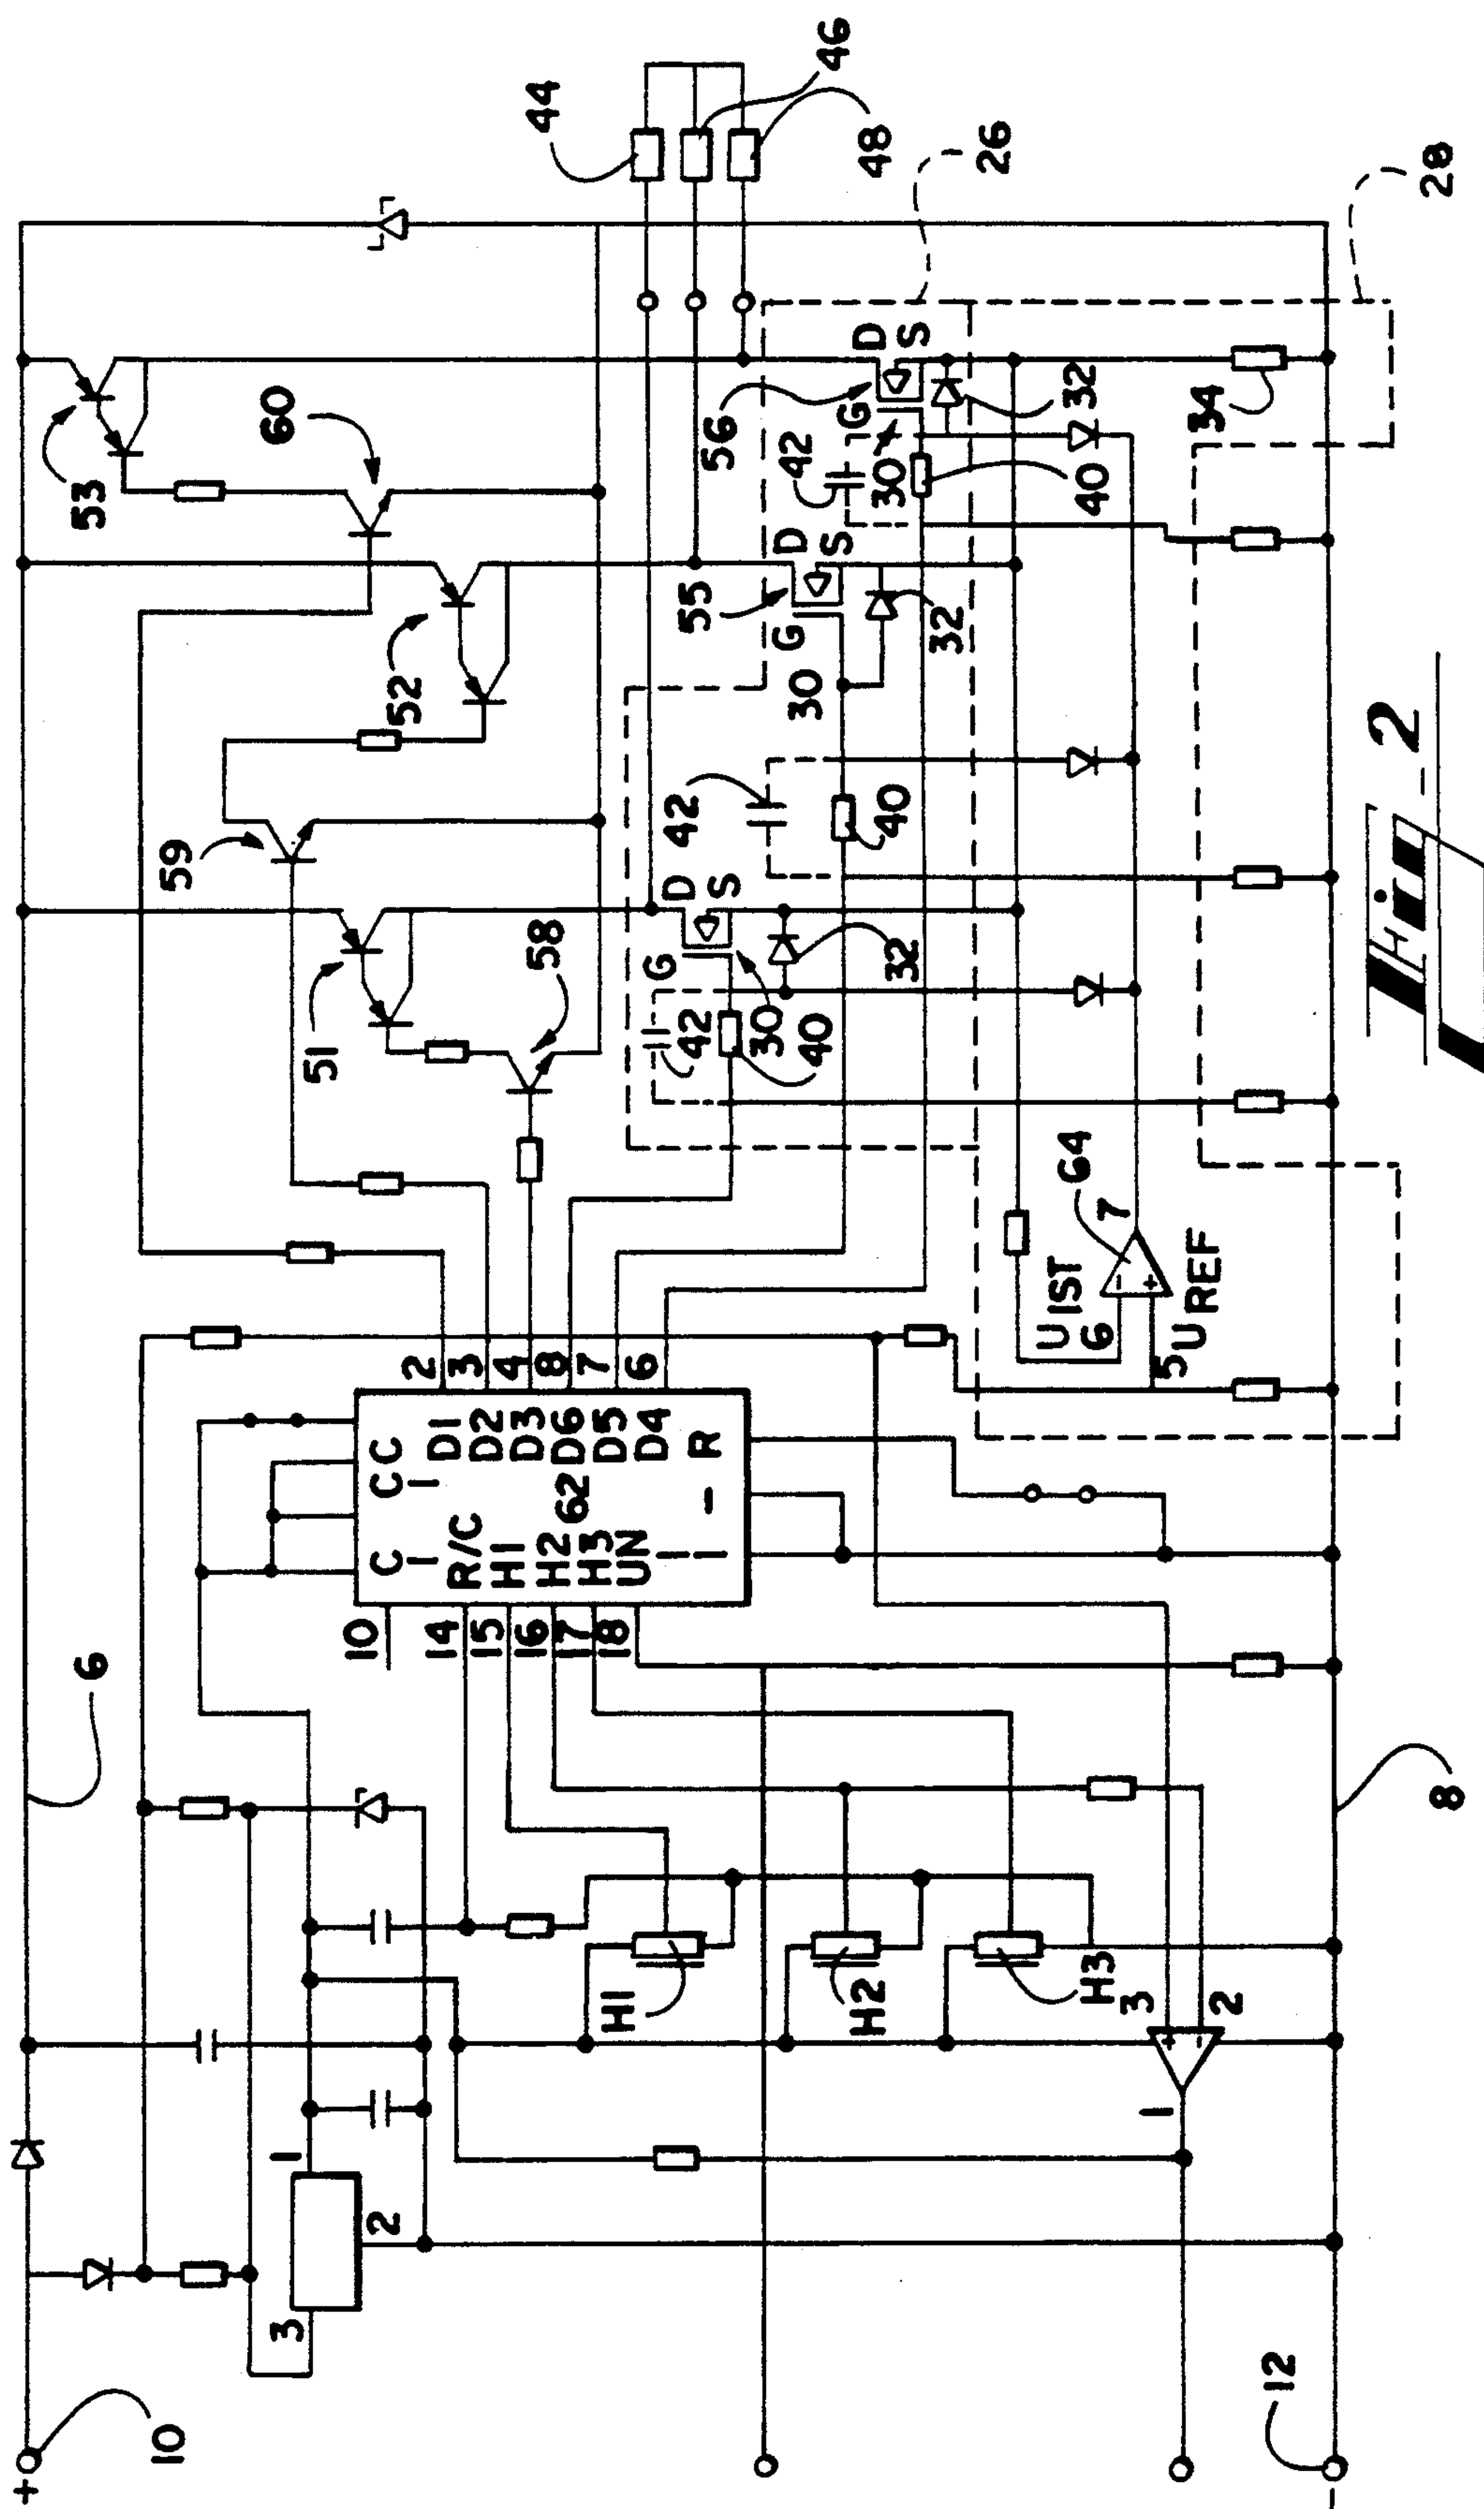 +
10
6
3
1
2
10
14
15
16
17
18
C
I
R/C
H1
H2
H3
UN
I
I
62
C
I
C
D1
D2
D3
D6
D5
D4
R
–
2
3
4
8
7
6
H1
H2
H3
3
+
–
2
1
12
–
8
51
58
59
52
60
53
G
D
S
42
30
40
32
42
40
30
G
D
S
55
32
42
30
40
G
D
S
56
32
34
44
46
48
26
28
U IST
6
5
U REF
–
+
7
64
Fig-2